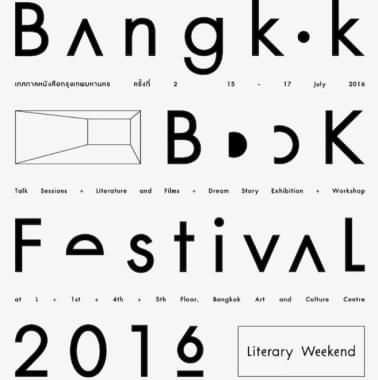 Bangkok
เทศกาลหนังสือกรุงเทพมหานคร ครั้งที่ 2 15 - 17 July 2016
BooK
Talk Sessions + Literature and Films + Dream Story Exhibition + Workshop
FestivaL
at L + 1st + 4th + 5th Floor, Bangkok Art and Culture Centre
2016
Literary Weekend